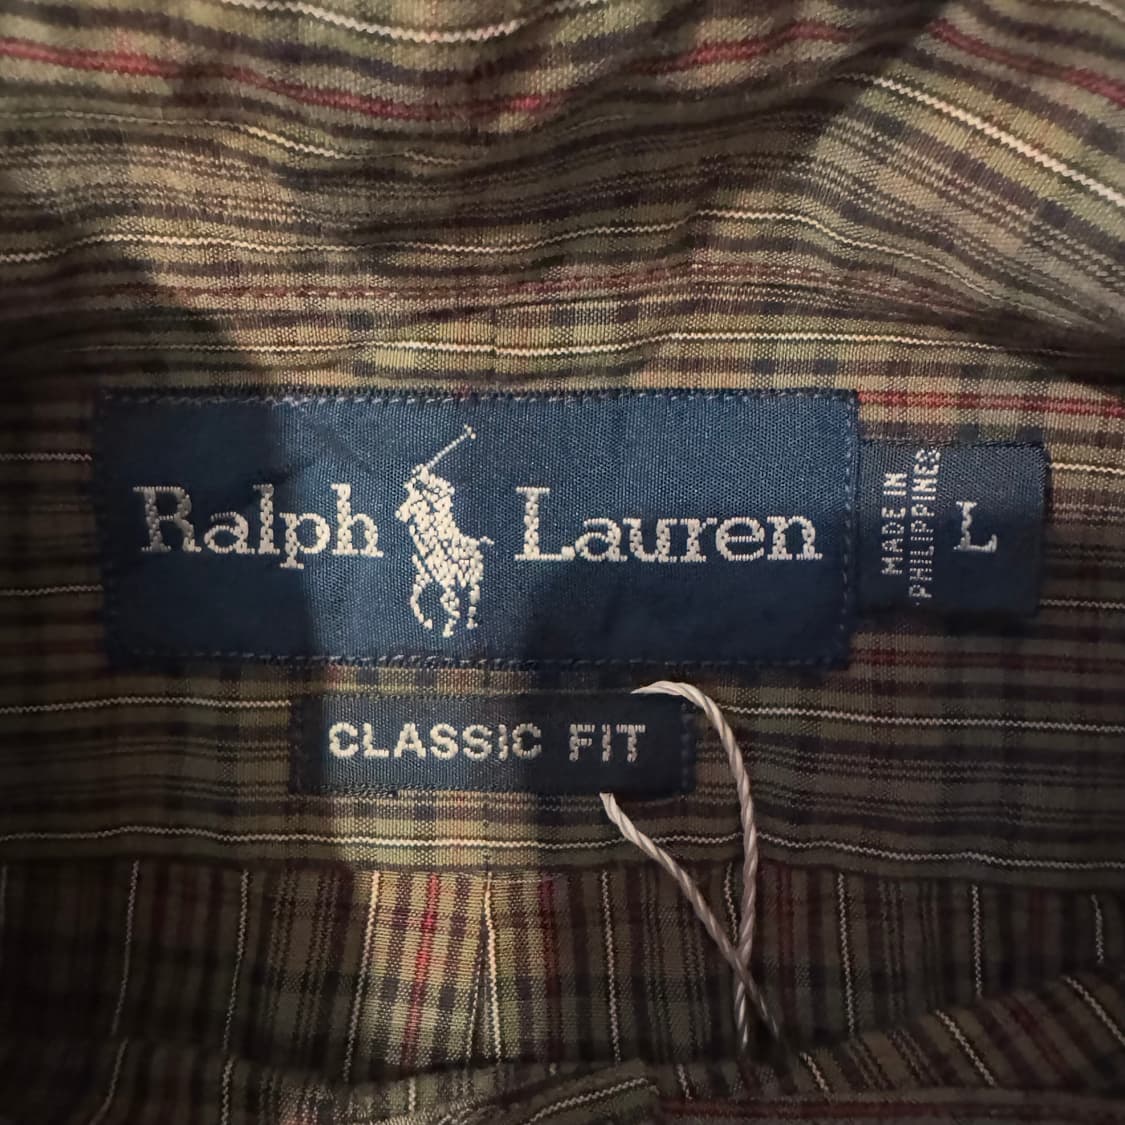 Ralph Lauren
MADE IN
PHILIPPINES
L
CLASSIC FIT